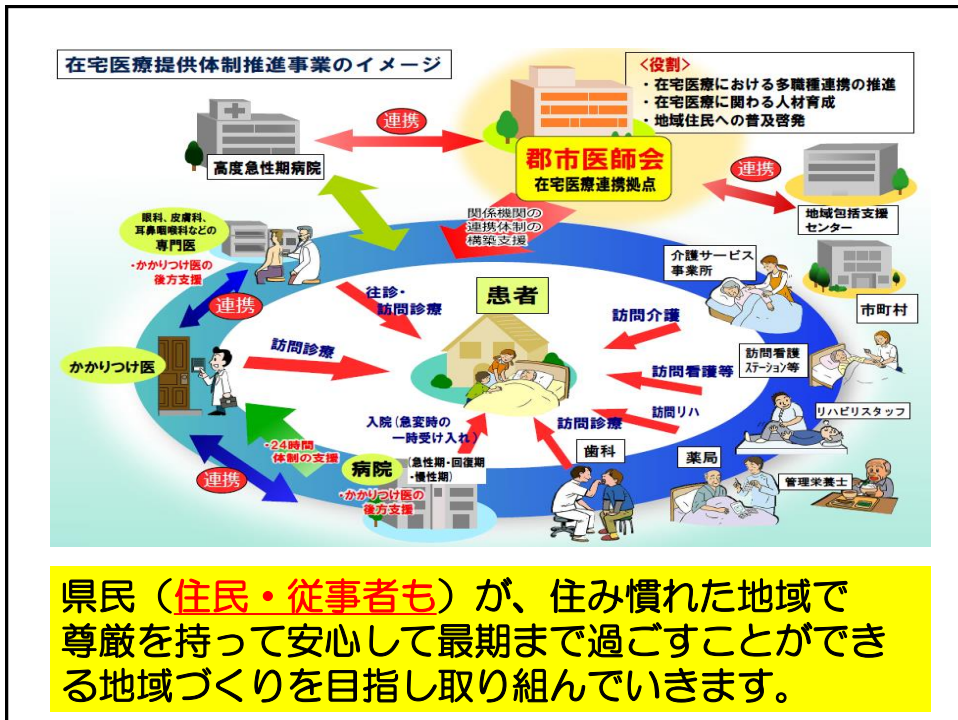 在宅医療提供体制推進事業のイメージ
<役割>
・在宅医療における多職種連携の推進
・在宅医療に関わる人材育成
・地域住民への普及啓発
連携
高度急性期病院
郡市医師会
在宅医療連携拠点
連携
地域包括支援
センター
関係機関の
連携体制の
構築支援
眼科、皮膚科、
耳鼻咽喉科などの
専門医
・かかりつけ医の
後方支援
介護サービス
事業所
市町村
連携
往診・
訪問診療
患者
訪問介護
かかりつけ医
訪問診療
訪問看護等
訪問看護
ステーション等
訪問リハ
リハビリスタッフ
入院(急変時の
一時受け入れ)
訪問診療
・24時間
体制の支援
病院
(急性期・回復期
・慢性期)
・かかりつけ医の
後方支援
歯科
薬局
管理栄養士
連携
県民（住民・従事者も）が、住み慣れた地域で
尊厳を持って安心して最期まで過ごすことができ
る地域づくりを目指し取り組んでいきます。